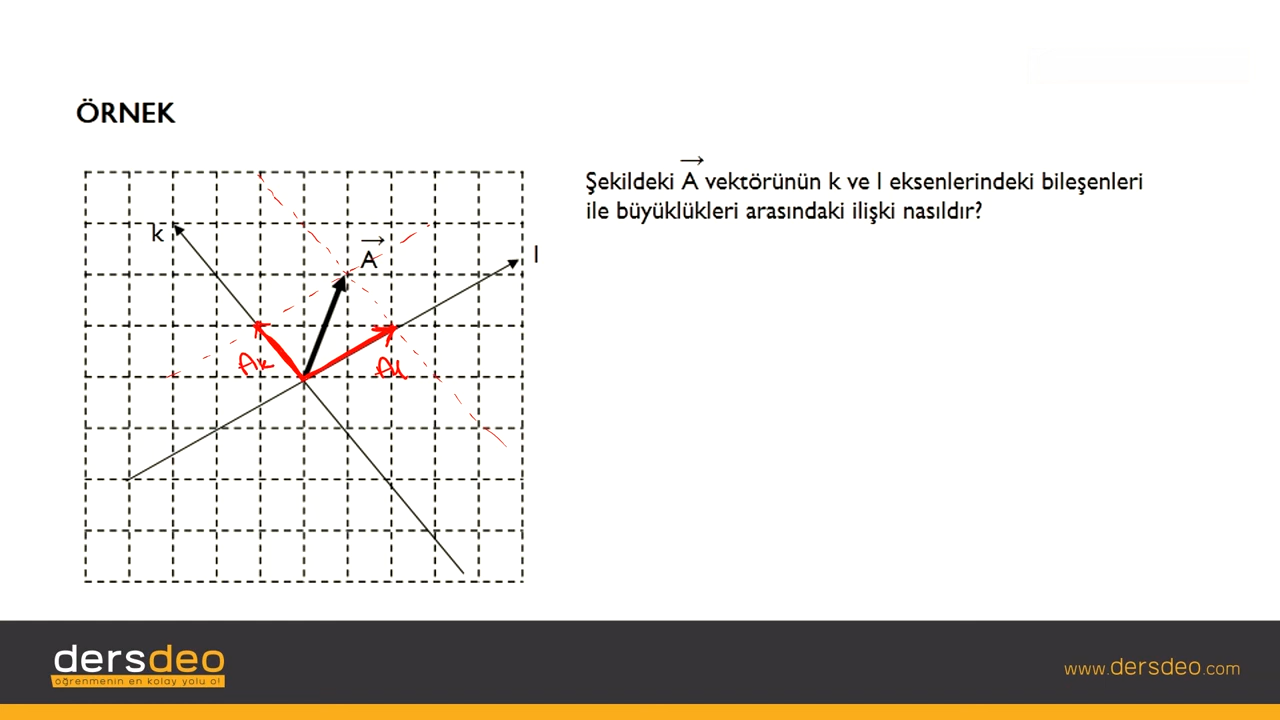 ÖRNEK
Şekildeki A vektörünün k ve l eksenlerindeki bileşenleri
ile büyüklükleri arasındaki ilişki nasıldır?
k
A
l
Ak
Al
dersdeo
öğrenmenin en kolay yolu o!
www.dersdeo.com